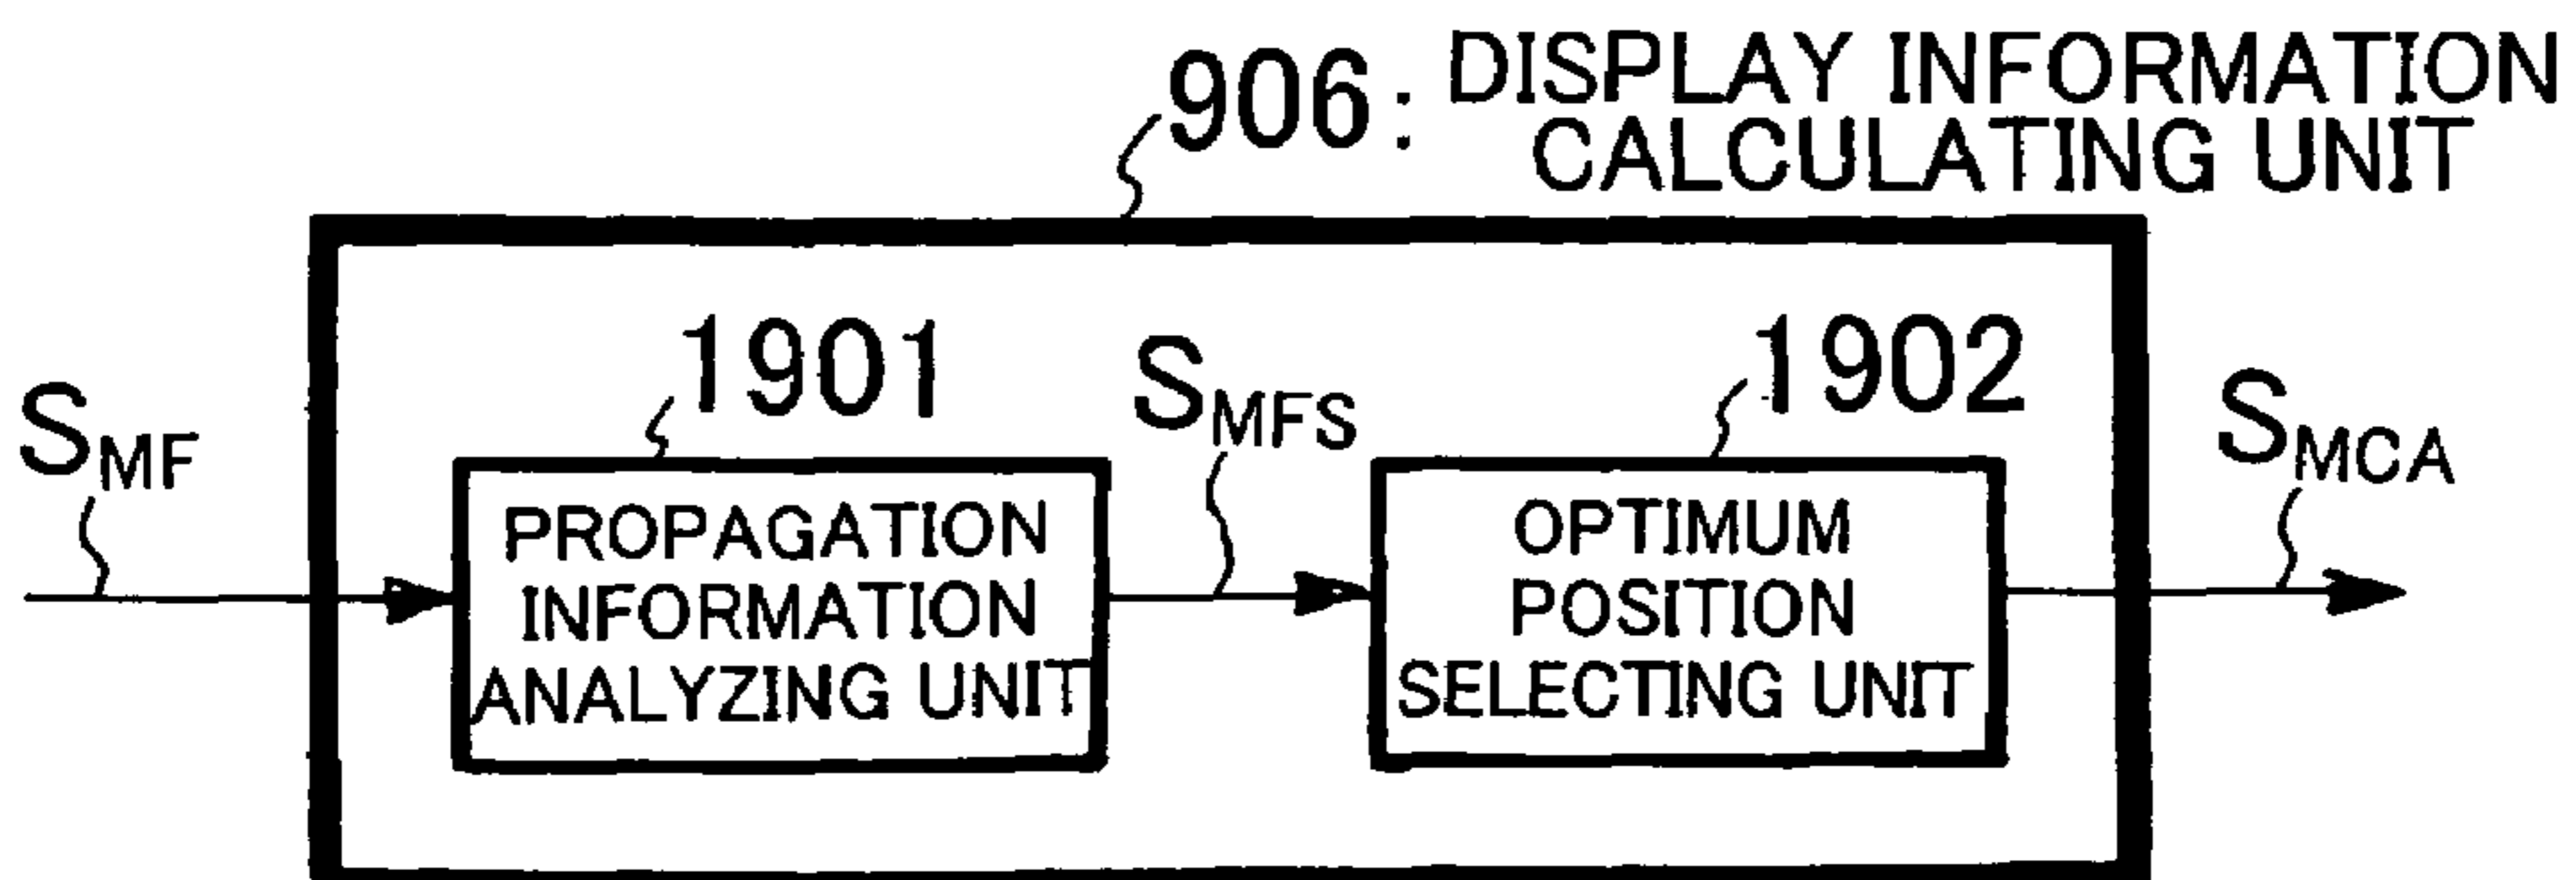 906: DISPLAY INFORMATION
CALCULATING UNIT
1901
1902
SMF
SMFS
SMCA
PROPAGATION
INFORMATION
ANALYZING UNIT
OPTIMUM
POSITION
SELECTING UNIT